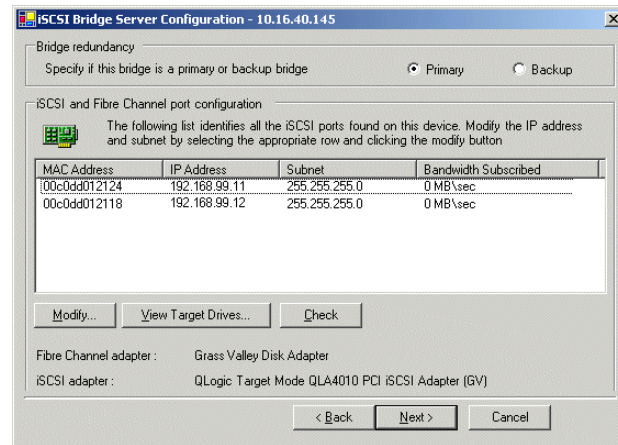 iSCSI Bridge Server Configuration - 10.16.40.145
Bridge redundancy
Specify if this bridge is a primary or backup bridge
Primary
Backup
iSCSI and Fibre Channel port configuration
The following list identifies all the iSCSI ports found on this device. Modify the IP address
and subnet by selecting the appropriate row and clicking the modify button
MAC Address IP Address Subnet Bandwidth Subscribed
00c0dd012124 192.168.99.11 255.255.255.0 0 MB\sec
00c0dd012118 192.168.99.12 255.255.255.0 0 MB\sec
Modify... View Target Drives... Check
Fibre Channel adapter : Grass Valley Disk Adapter
iSCSI adapter : QLogic Target Mode QLA4010 PCI iSCSI Adapter (GV)
< Back Next > Cancel